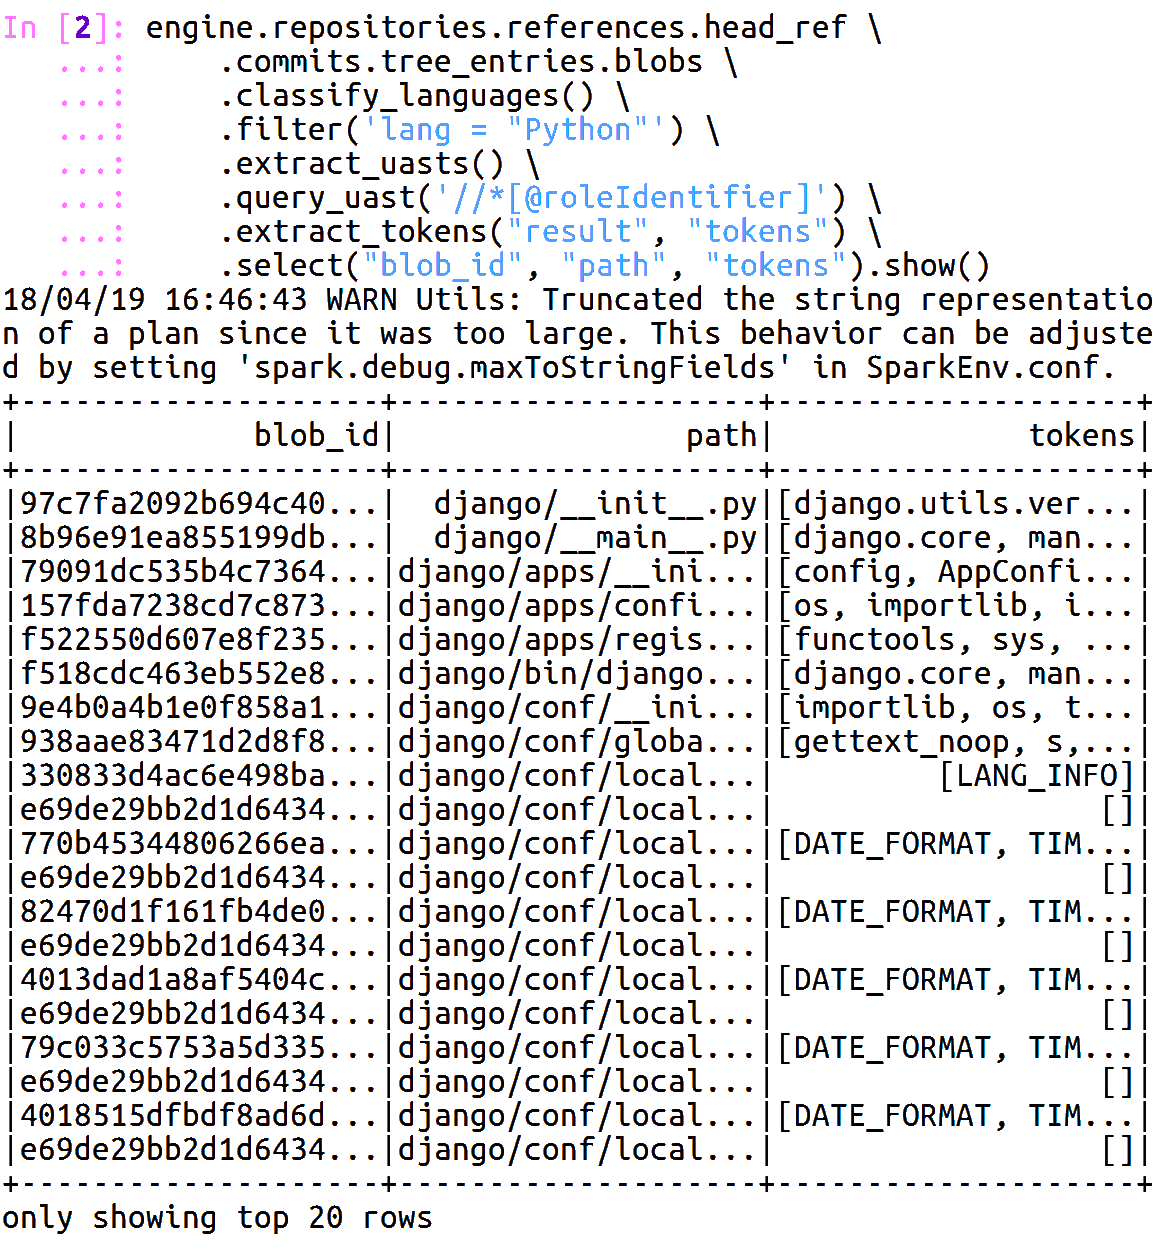 In [2]: engine.repositories.references.head_ref \
   ...:     .commits.tree_entries.blobs \
   ...:     .classify_languages() \
   ...:     .filter('lang = "Python"') \
   ...:     .extract_uasts() \
   ...:     .query_uast('//*[@roleIdentifier]') \
   ...:     .extract_tokens("result", "tokens") \
   ...:     .select("blob_id", "path", "tokens").show()
18/04/19 16:46:43 WARN Utils: Truncated the string representatio
n of a plan since it was too large. This behavior can be adjuste
d by setting 'spark.debug.maxToStringFields' in SparkEnv.conf.
+--------------------+--------------------+--------------------+
|             blob_id|                path|              tokens|
+--------------------+--------------------+--------------------+
|97c7fa2092b694c40...|  django/__init__.py|[django.utils.ver...|
|8b96e91ea855199db...|  django/__main__.py|[django.core, man...|
|79091dc535b4c7364...|django/apps/__ini...|[config, AppConfi...|
|157fda7238cd7c873...|django/apps/confi...|[os, importlib, i...|
|f522550d607e8f235...|django/apps/regis...|[functools, sys, ...|
|f518cdc463eb552e8...|django/bin/django...|[django.core, man...|
|9e4b0a4b1e0f858a1...|django/conf/__ini...|[importlib, os, t...|
|938aae83471d2d8f8...|django/conf/globa...|[gettext_noop, s,...|
|330833d4ac6e498ba...|django/conf/local...|         [LANG_INFO]|
|e69de29bb2d1d6434...|django/conf/local...|                  []|
|770b45344806266ea...|django/conf/local...|[DATE_FORMAT, TIM...|
|e69de29bb2d1d6434...|django/conf/local...|                  []|
|82470d1f161fb4de0...|django/conf/local...|[DATE_FORMAT, TIM...|
|e69de29bb2d1d6434...|django/conf/local...|                  []|
|4013dad1a8af5404c...|django/conf/local...|[DATE_FORMAT, TIM...|
|e69de29bb2d1d6434...|django/conf/local...|                  []|
|79c033c5753a5d335...|django/conf/local...|[DATE_FORMAT, TIM...|
|e69de29bb2d1d6434...|django/conf/local...|                  []|
|4018515dfbdf8ad6d...|django/conf/local...|[DATE_FORMAT, TIM...|
|e69de29bb2d1d6434...|django/conf/local...|                  []|
+--------------------+--------------------+--------------------+
only showing top 20 rows